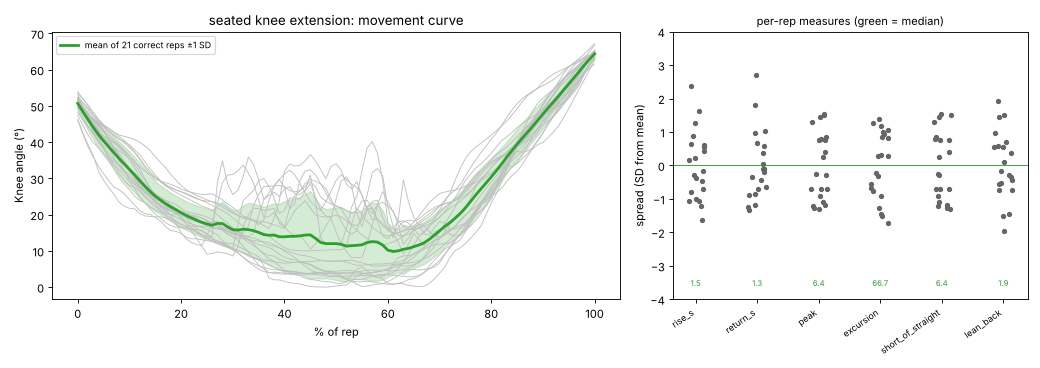 seated knee extension: movement curve
mean of 21 correct reps ±1 SD
Knee angle (°)
70
60
50
40
30
20
10
0
0 20 40 60 80 100
% of rep
per-rep measures (green = median)
spread (SD from mean)
4
3
2
1
0
−1
−2
−3
−4
1.5 1.3 6.4 66.7 6.4 1.9
rise_s return_s peak excursion short_of_straight lean_back